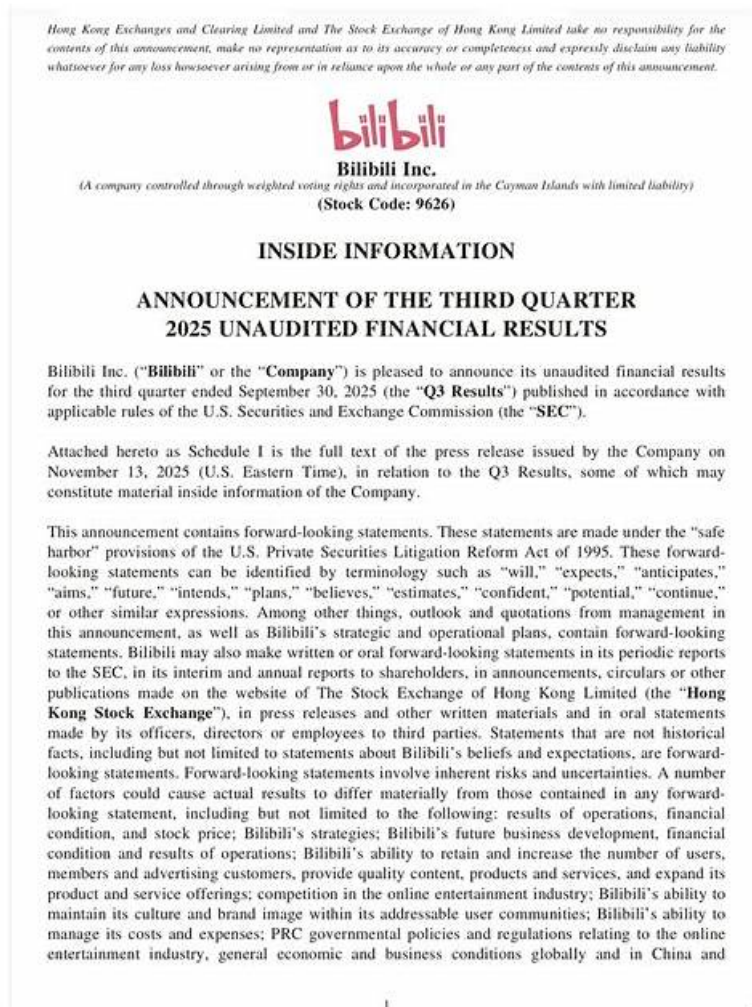 Hong Kong Exchanges and Clearing Limited and The Stock Exchange of Hong Kong Limited take no responsibility for the
contents of this announcement, make no representation as to its accuracy or completeness and expressly disclaim any liability
whatsoever for any loss howsoever arising from or in reliance upon the whole or any part of the contents of this announcement.
bilibili
Bilibili Inc.
(A company controlled through weighted voting rights and incorporated in the Cayman Islands with limited liability)
(Stock Code: 9626)
INSIDE INFORMATION
ANNOUNCEMENT OF THE THIRD QUARTER
2025 UNAUDITED FINANCIAL RESULTS
Bilibili Inc. (“Bilibili” or the “Company”) is pleased to announce its unaudited financial results
for the third quarter ended September 30, 2025 (the “Q3 Results”) published in accordance with
applicable rules of the U.S. Securities and Exchange Commission (the “SEC”).
Attached hereto as Schedule I is the full text of the press release issued by the Company on
November 13, 2025 (U.S. Eastern Time), in relation to the Q3 Results, some of which may
constitute material inside information of the Company.
This announcement contains forward-looking statements. These statements are made under the “safe
harbor” provisions of the U.S. Private Securities Litigation Reform Act of 1995. These forward-
looking statements can be identified by terminology such as “will,” “expects,” “anticipates,”
“aims,” “future,” “intends,” “plans,” “believes,” “estimates,” “confident,” “potential,” “continue,”
or other similar expressions. Among other things, outlook and quotations from management in
this announcement, as well as Bilibili’s strategic and operational plans, contain forward-looking
statements. Bilibili may also make written or oral forward-looking statements in its periodic reports
to the SEC, in its interim and annual reports to shareholders, in announcements, circulars or other
publications made on the website of The Stock Exchange of Hong Kong Limited (the “Hong
Kong Stock Exchange”), in press releases and other written materials and in oral statements
made by its officers, directors or employees to third parties. Statements that are not historical
facts, including but not limited to statements about Bilibili’s beliefs and expectations, are forward-
looking statements. Forward-looking statements involve inherent risks and uncertainties. A number
of factors could cause actual results to differ materially from those contained in any forward-
looking statement, including but not limited to the following: results of operations, financial
condition, and stock price; Bilibili’s strategies; Bilibili’s future business development, financial
condition and results of operations; Bilibili’s ability to retain and increase the number of users,
members and advertising customers, provide quality content, products and services, and expand its
product and service offerings; competition in the online entertainment industry; Bilibili’s ability to
maintain its culture and brand image within its addressable user communities; Bilibili’s ability to
manage its costs and expenses; PRC governmental policies and regulations relating to the online
entertainment industry, general economic and business conditions globally and in China and